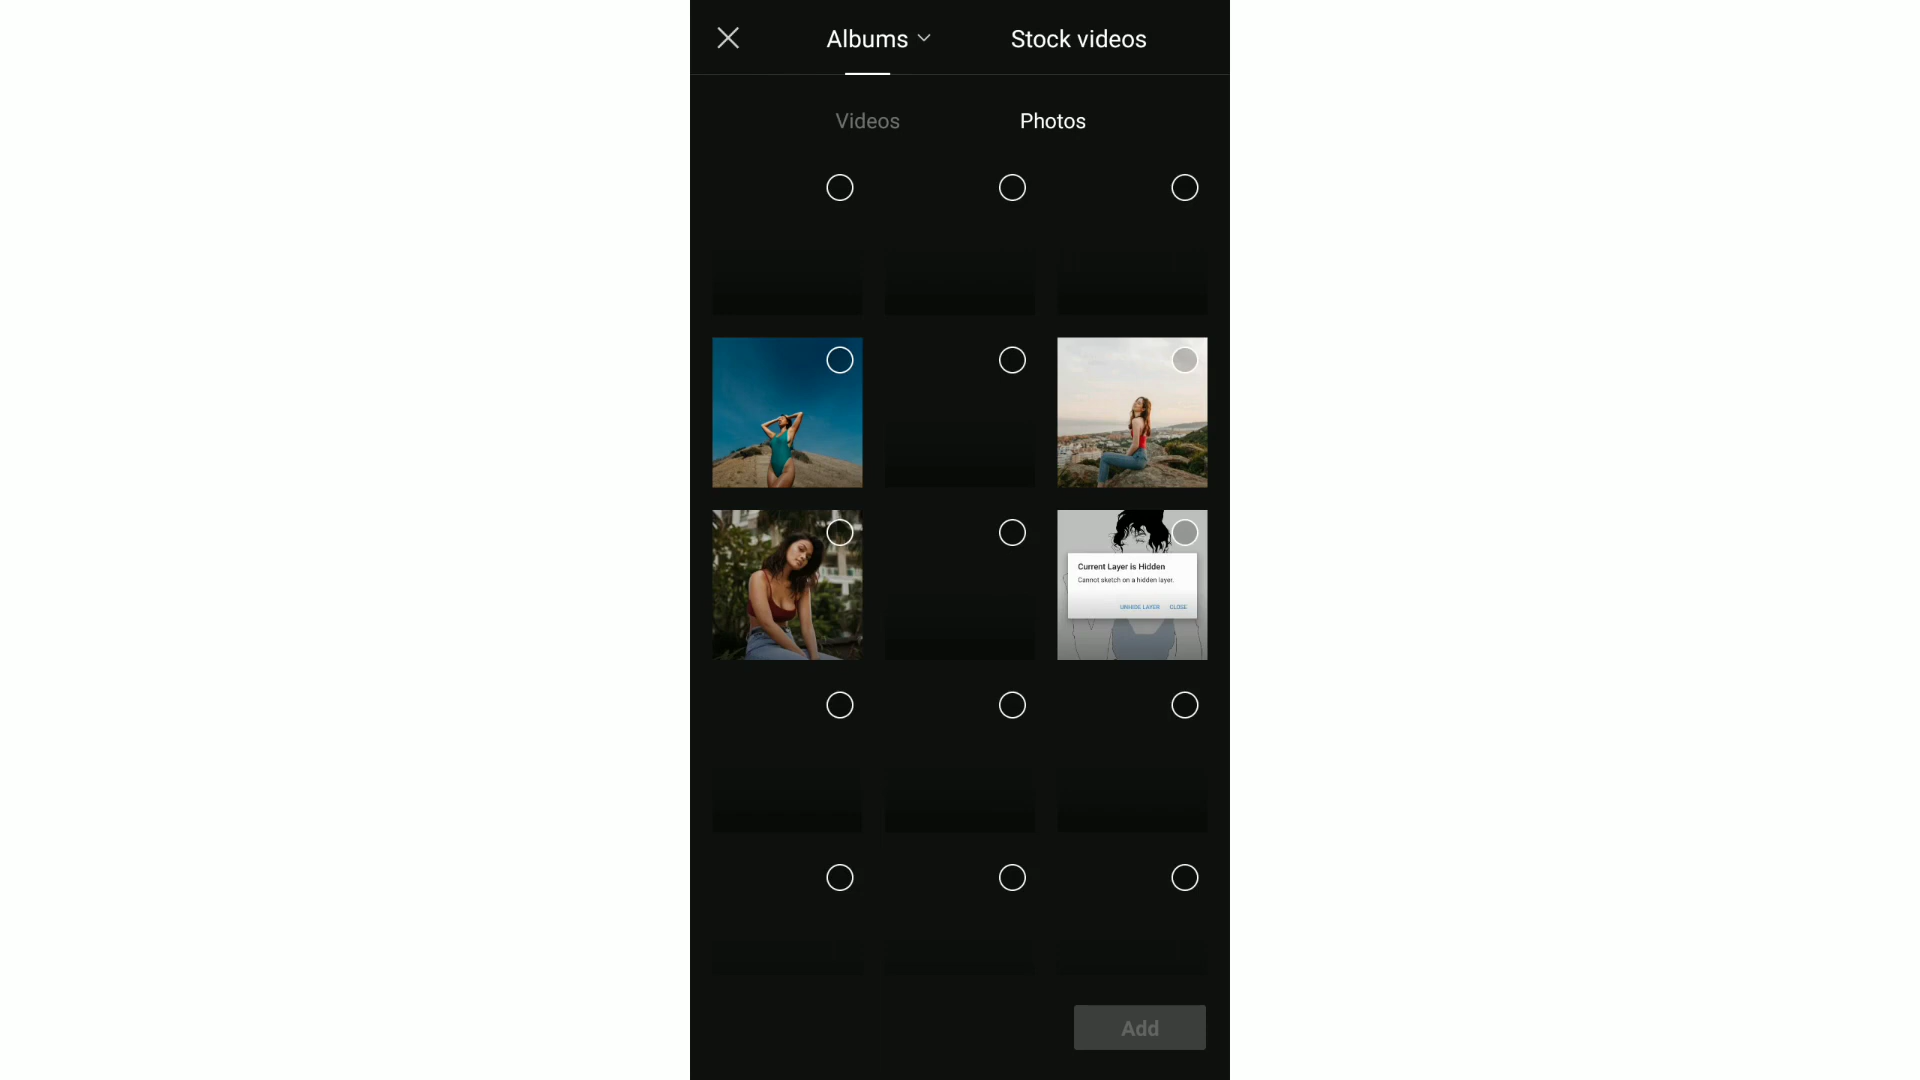 Albums
Stock videos
Videos
Photos
Current Layer is Hidden
Cannot sketch on a hidden layer.
UNHIDE LAYER CLOSE
Add